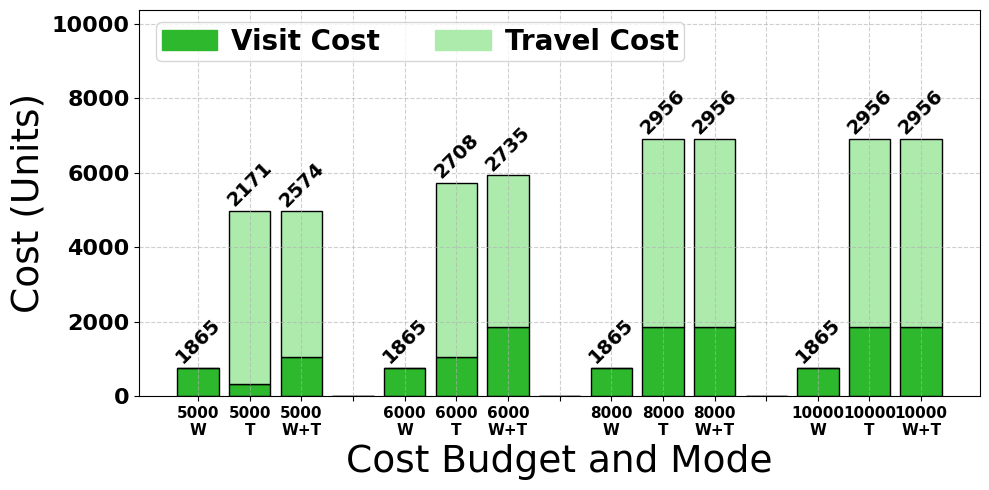 Cost (Units)
10000
8000
6000
4000
2000
0
Visit Cost
Travel Cost
1865
2171
2574
1865
2708
2735
1865
2956
2956
1865
2956
2956
5000
W
5000
T
5000
W+T
6000
W
6000
T
6000
W+T
8000
W
8000
T
8000
W+T
10000
W
10000
T
10000
W+T
Cost Budget and Mode